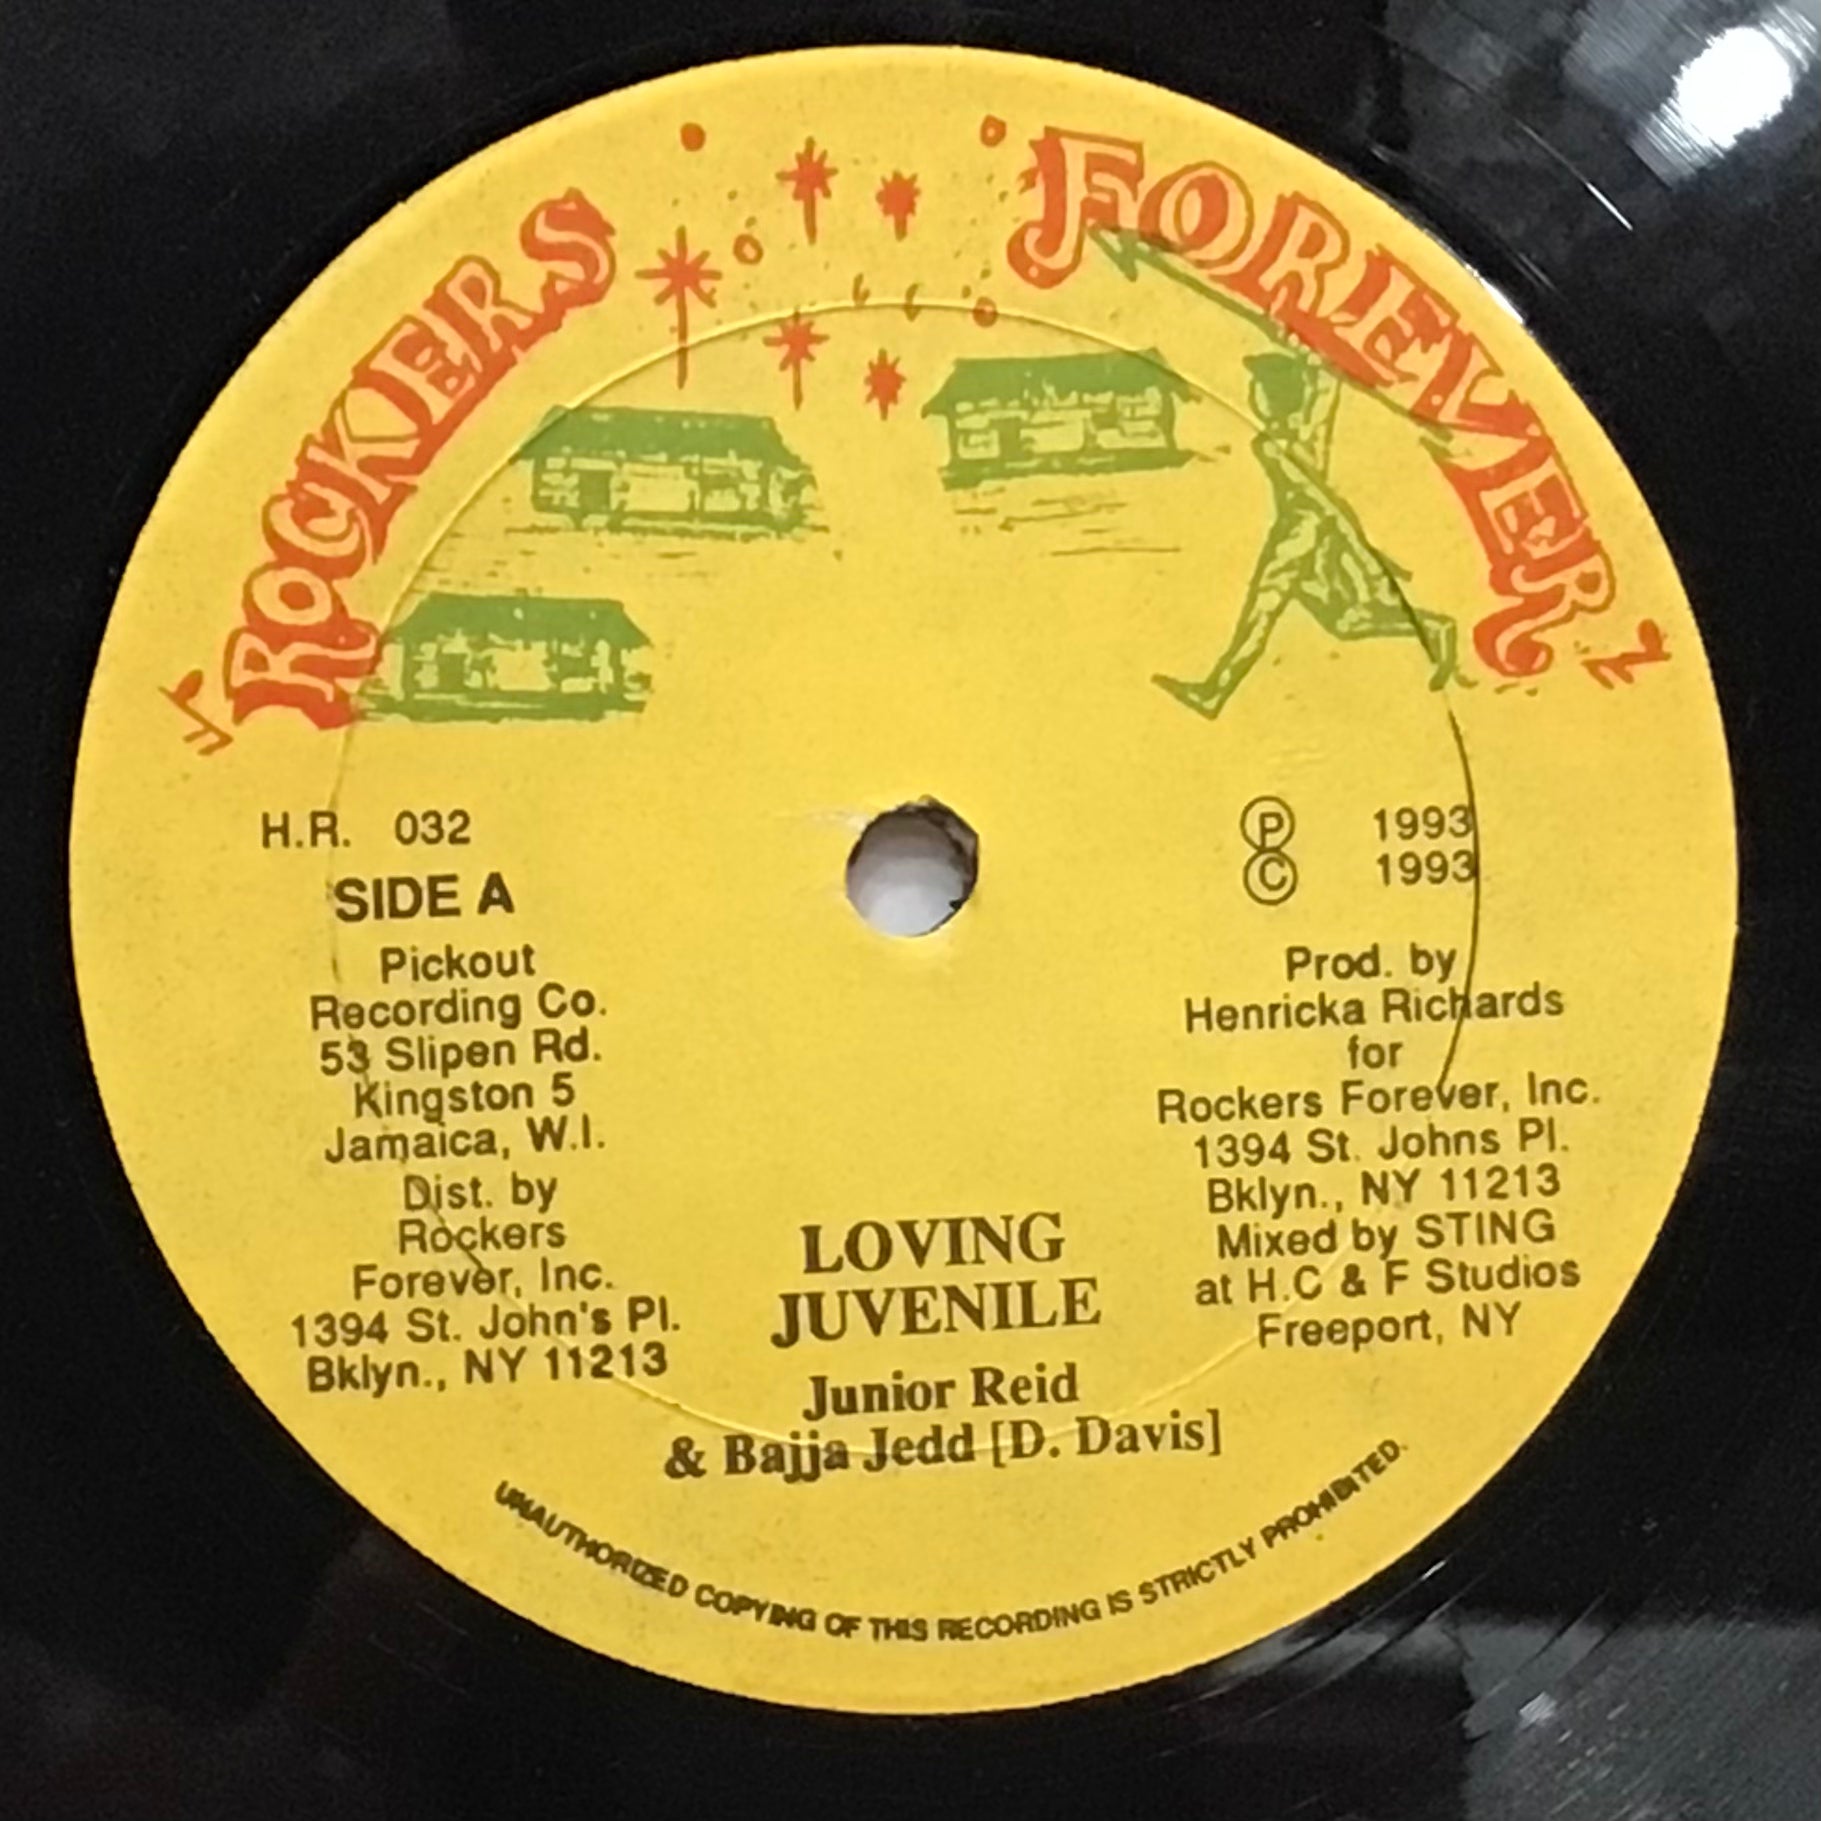 ROCKERS FOREVER
H.R. 032
SIDE A
Pickout
Recording Co.
53 Slipen Rd.
Kingston 5
Jamaica, W.I.
Dist. by
Rockers
Forever, Inc.
1394 St. John's Pl.
Bklyn., NY 11213
Ⓟ 1993
© 1993
Prod. by
Henricka Richards
for
Rockers Forever, Inc.
1394 St. Johns Pl.
Bklyn., NY 11213
Mixed by STING
at H.C & F Studios
Freeport, NY
LOVING
JUVENILE
Junior Reid
& Bajja Jedd [D. Davis]
UNAUTHORIZED COPYING OF THIS RECORDING IS STRICTLY PROHIBITED.